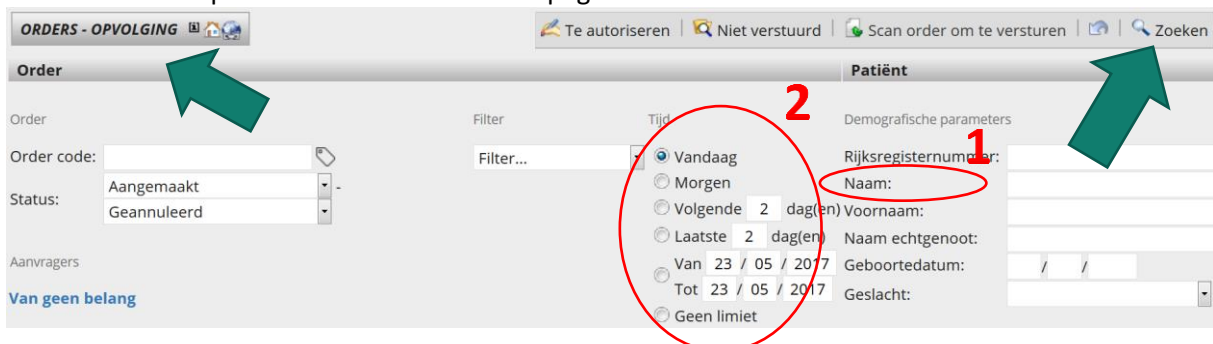 ORDERS - OPVOLGING
Te autoriseren | Niet verstuurd | Scan order om te versturen | | Zoeken
Order
Patiënt
2
Order
Filter
Tijd
Demografische parameters
1
Order code:
Filter...
Vandaag
Rijksregisternummer:
Status:
Aangemaakt
-
Geannuleerd
Morgen
Naam:
Volgende 2 dag(en)
Voornaam:
Laatste 2 dag(en)
Naam echtgenoot:
Aanvragers
Van 23 / 05 / 2017
Geboortedatum: / /
Van geen belang
Tot 23 / 05 / 2017
Geslacht:
Geen limiet